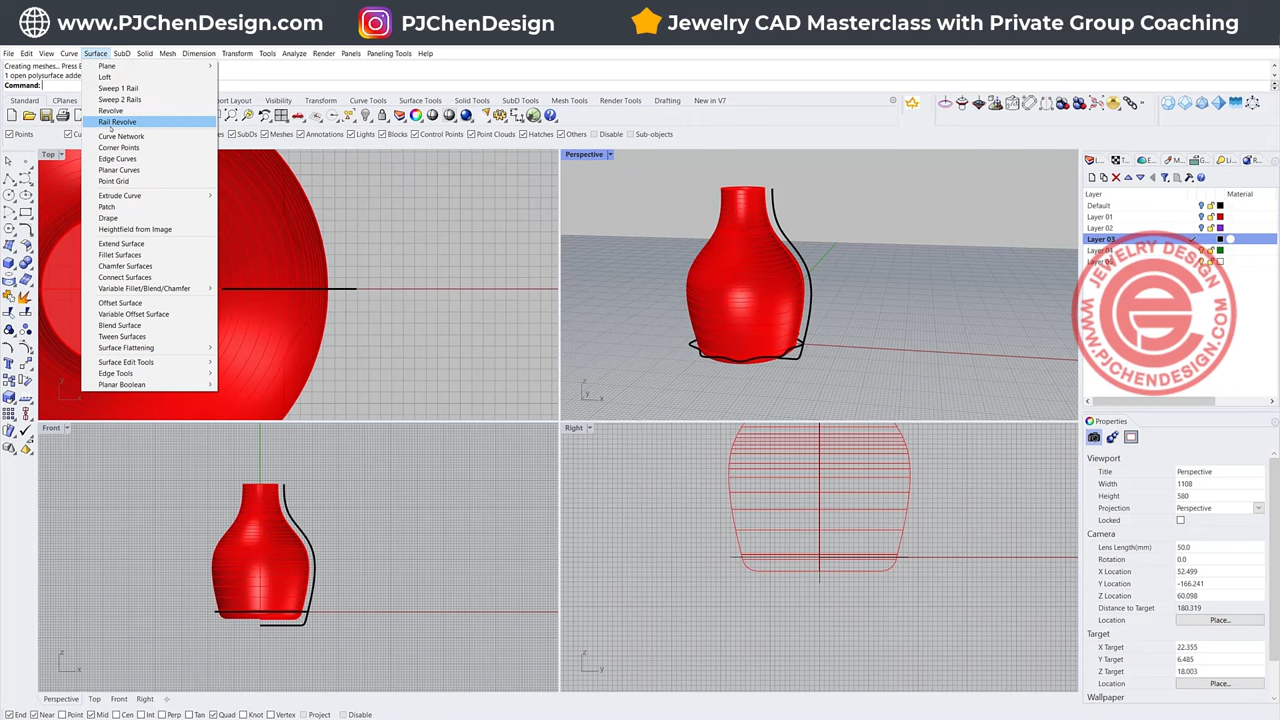 www.PJChenDesign.com PJChenDesign Jewelry CAD Masterclass with Private Group Coaching
File Edit View Curve Surface SubD Solid Mesh Dimension Transform Tools Analyze Render Panels Paneling Tools Help
Creating meshes... Press E
1 open polysurface adde
Command:
Standard CPlanes Layout Visibility Transform Curve Tools Surface Tools Solid Tools SubD Tools Mesh Tools Render Tools Drafting New in V7
Points SubDs Meshes Annotations Lights Blocks Control Points Point Clouds Hatches Others Disable Sub-objects
Plane
Loft
Sweep 1 Rail
Sweep 2 Rails
Revolve
Rail Revolve
Curve Network
Corner Points
Edge Curves
Planar Curves
Point Grid
Extrude Curve
Patch
Drape
Heightfield from Image
Extend Surface
Fillet Surfaces
Chamfer Surfaces
Connect Surfaces
Variable Fillet/Blend/Chamfer
Offset Surface
Variable Offset Surface
Blend Surface
Tween Surfaces
Surface Flattening
Surface Edit Tools
Edge Tools
Planar Boolean
Top
Perspective
Front
Right
y
x
z
y
x
z
x
z
y
L... T... E... M... G... Li... R...
Layer Material
Default
Layer 01
Layer 02
Layer 03
JEWELRY DESIGN
WWW.PJCHENDESIGN.COM
Properties
Viewport
Title Perspective
Width 1108
Height 580
Projection Perspective
Locked
Camera
Lens Length(mm) 50.0
Rotation 0.0
X Location 52.499
Y Location -166.241
Z Location 60.098
Distance to Target 180.319
Location Place...
Target
X Target 22.355
Y Target 6.485
Z Target 18.003
Location Place...
Wallpaper
Perspective Top Front Right
End Near Point Mid Cen Int Perp Tan Quad Knot Vertex Project Disable